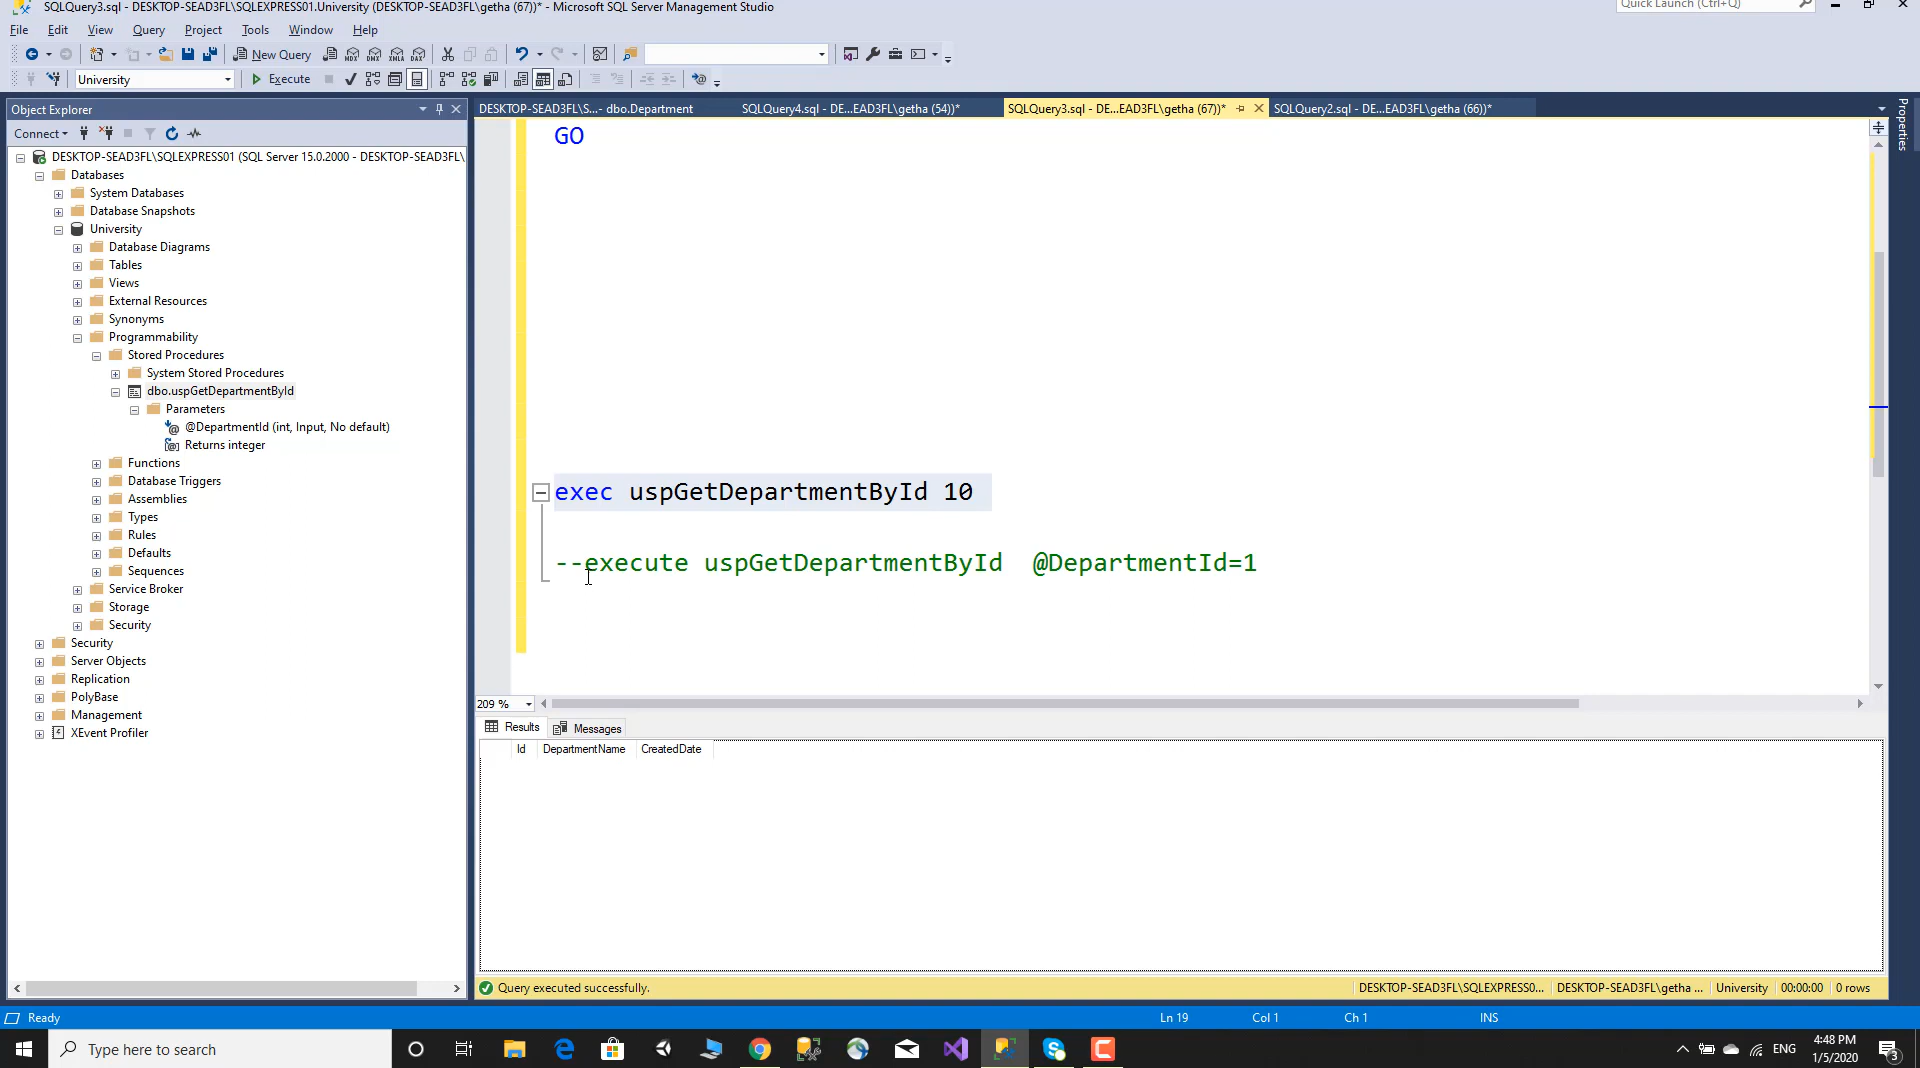 SQLQuery3.sql - DESKTOP-SEAD3FL\SQLEXPRESS01.University (DESKTOP-SEAD3FL\getha (67))* - Microsoft SQL Server Management Studio
Quick Launch (Ctrl+Q)
File Edit View Query Project Tools Window Help
New Query
MDX DMX XMLA DAX
University
Execute
Object Explorer
Connect
DESKTOP-SEAD3FL\SQLEXPRESS01 (SQL Server 15.0.2000 - DESKTOP-SEAD3FL\
Databases
System Databases
Database Snapshots
University
Database Diagrams
Tables
Views
External Resources
Synonyms
Programmability
Stored Procedures
System Stored Procedures
dbo.uspGetDepartmentById
Parameters
@DepartmentId (int, Input, No default)
Returns integer
Functions
Database Triggers
Assemblies
Types
Rules
Defaults
Sequences
Service Broker
Storage
Security
Security
Server Objects
Replication
PolyBase
Management
XEvent Profiler
DESKTOP-SEAD3FL\S...- dbo.Department
SQLQuery4.sql - DE...EAD3FL\getha (54))*
SQLQuery3.sql - DE...EAD3FL\getha (67))*
SQLQuery2.sql - DE...EAD3FL\getha (66))*
Properties
GO
exec uspGetDepartmentById 10
--execute uspGetDepartmentById  @DepartmentId=1
209 %
Results
Messages
Id DepartmentName CreatedDate
Query executed successfully.
DESKTOP-SEAD3FL\SQLEXPRESS0... DESKTOP-SEAD3FL\getha ... University 00:00:00 0 rows
Ready
Ln 19 Col 1 Ch 1 INS
Type here to search
ENG
4:48 PM
1/5/2020
3